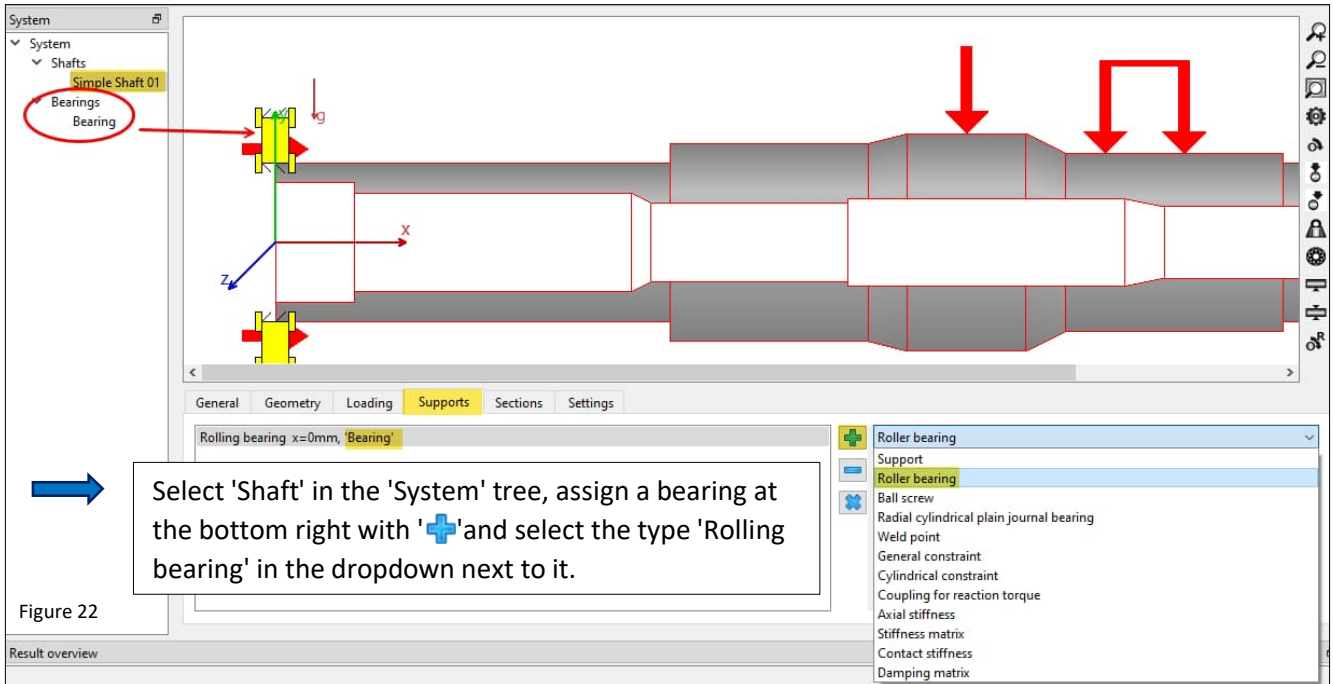 System
System
Shafts
Simple Shaft 01
Bearings
Bearing
y
g
x
z
R
General Geometry Loading Supports Sections Settings
Rolling bearing x=0mm, 'Bearing'
Roller bearing
Support
Roller bearing
Ball screw
Radial cylindrical plain journal bearing
Weld point
General constraint
Cylindrical constraint
Coupling for reaction torque
Axial stiffness
Stiffness matrix
Contact stiffness
Damping matrix
Select 'Shaft' in the 'System' tree, assign a bearing at
the bottom right with '➕'and select the type 'Rolling
bearing' in the dropdown next to it.
Figure 22
Result overview